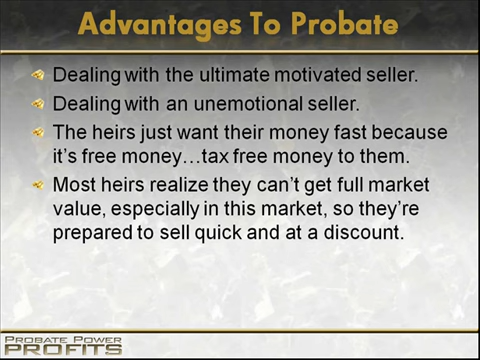 Advantages To Probate
Dealing with the ultimate motivated seller.
Dealing with an unemotional seller.
The heirs just want their money fast because
it's free money…tax free money to them.
Most heirs realize they can't get full market
value, especially in this market, so they're
prepared to sell quick and at a discount.
PROBATE POWER
PROFITS